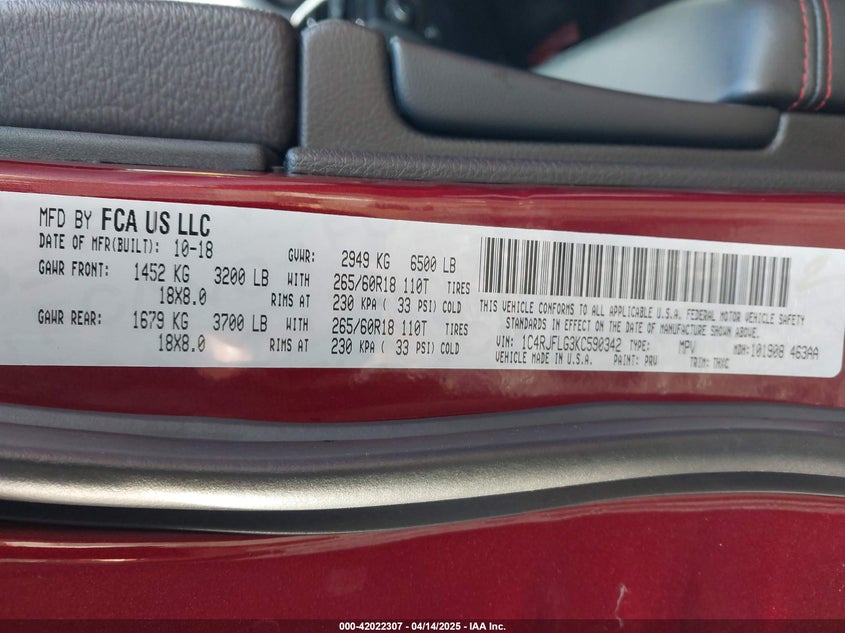 MFD BY FCA US LLC
DATE OF MFR(BUILT): 10-18 GVWR: 2949 KG 6500 LB
GAWR FRONT: 1452 KG 3200 LB WITH 265/60R18 110T TIRES
18X8.0 RIMS AT 230 KPA ( 33 PSI) COLD
GAWR REAR: 1679 KG 3700 LB WITH 265/60R18 110T TIRES
18X8.0 RIMS AT 230 KPA ( 33 PSI) COLD
THIS VEHICLE CONFORMS TO ALL APPLICABLE U.S.A. FEDERAL MOTOR VEHICLE SAFETY
STANDARDS IN EFFECT ON THE DATE OF MANUFACTURE SHOWN ABOVE.
VIN: 1C4RJFLG3KC590342 TYPE: MPV MDH: 101908 463AA
VEHICLE MADE IN U.S.A. PAINT: PRV TRIM:
000-42022307 - 04/14/2025 - IAA Inc.